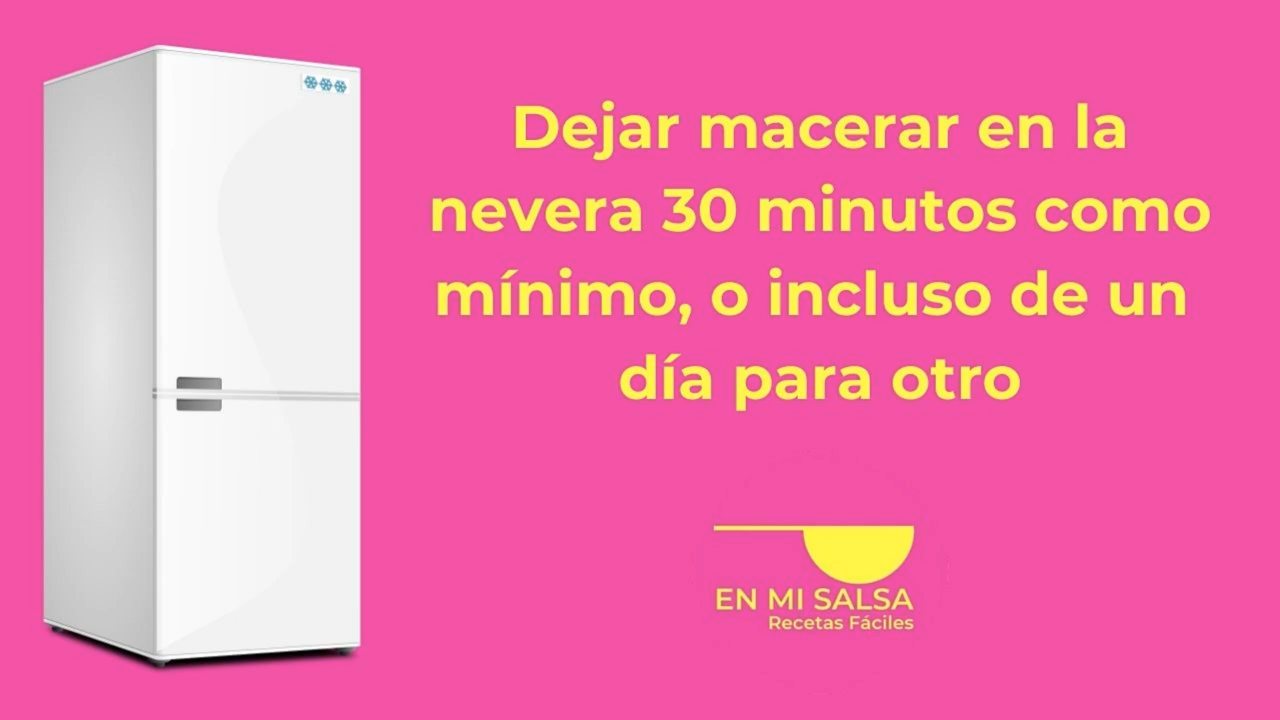 Dejar macerar en la
nevera 30 minutos como
mínimo, o incluso de un
día para otro
EN MI SALSA
Recetas Fáciles